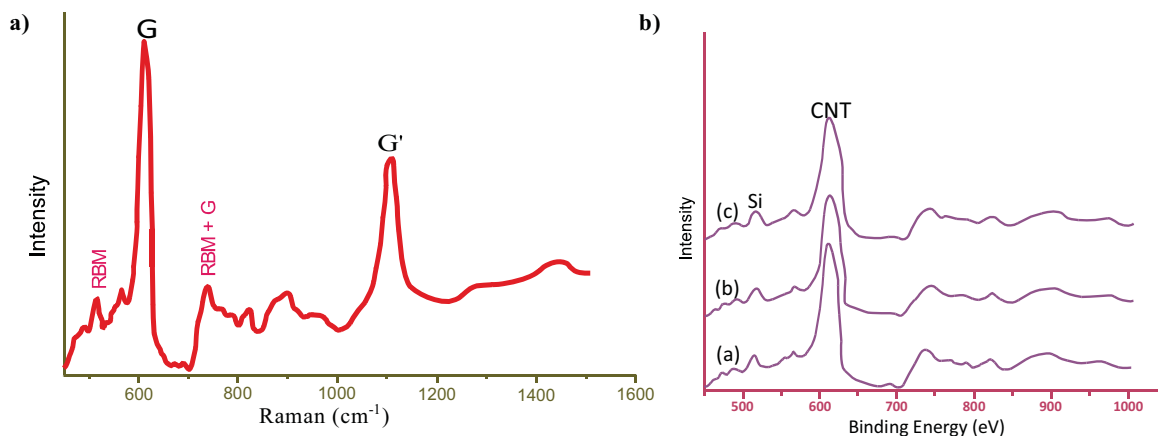 a)
G
G'
RBM
RBM + G
Intensity
600
800
1000
1200
1400
1600
Raman (cm-1)
b)
CNT
Si
(c)
(b)
(a)
Intensity
500
600
700
800
900
1000
Binding Energy (eV)